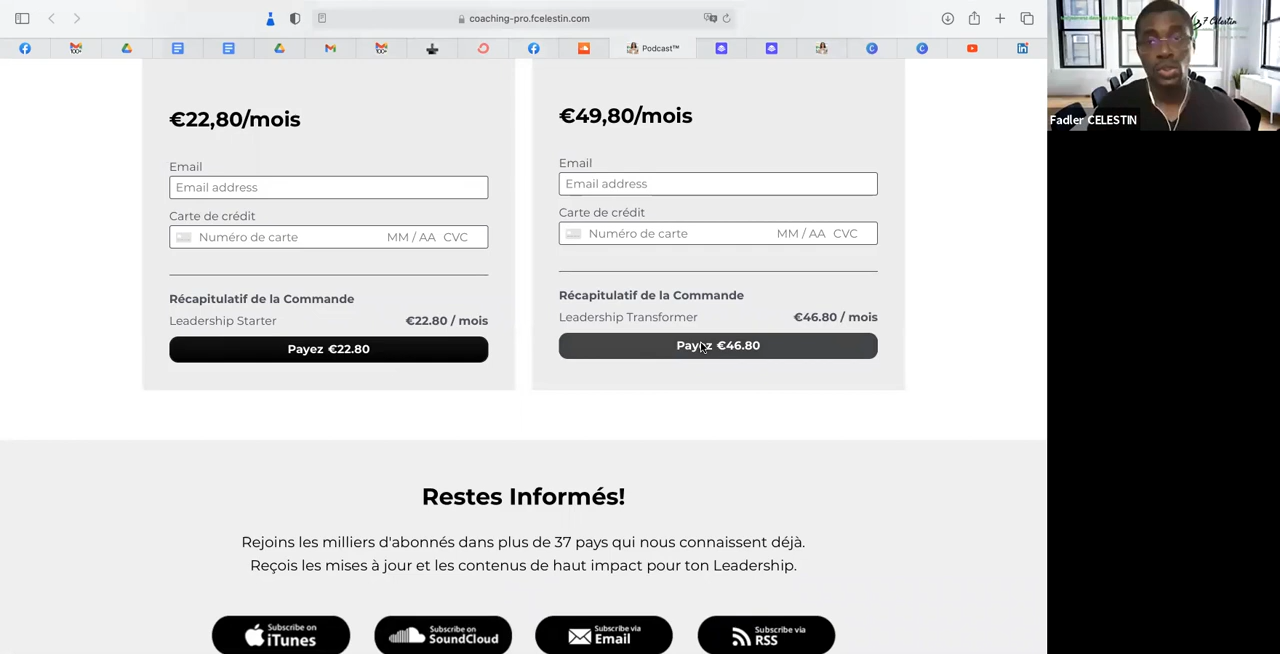 coaching-pro.fcelestin.com
Podcast™
Celestin
Fadler CELESTIN
€22,80/mois
Email
Email address
Carte de crédit
Numéro de carte MM / AA CVC
Récapitulatif de la Commande
Leadership Starter €22.80 / mois
Payez €22.80
€49,80/mois
Email
Email address
Carte de crédit
Numéro de carte MM / AA CVC
Récapitulatif de la Commande
Leadership Transformer €46.80 / mois
Payez €46.80
Restes Informés!
Rejoins les milliers d'abonnés dans plus de 37 pays qui nous connaissent déjà.
Reçois les mises à jour et les contenus de haut impact pour ton Leadership.
Subscribe on
iTunes
Subscribe on
SoundCloud
Subscribe via
Email
Subscribe via
RSS